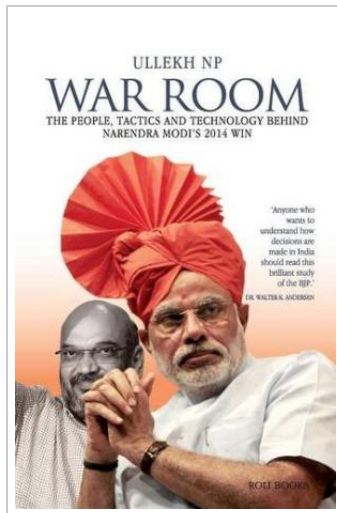 ULLEKH NP
WAR ROOM
THE PEOPLE, TACTICS AND TECHNOLOGY BEHIND
NARENDRA MODI'S 2014 WIN
'Anyone who
wants to
understand how
decisions are
made in India
should read this
brilliant study
of the BJP.'
DR. WALTER K. ANDERSEN
ROLI BOOKS